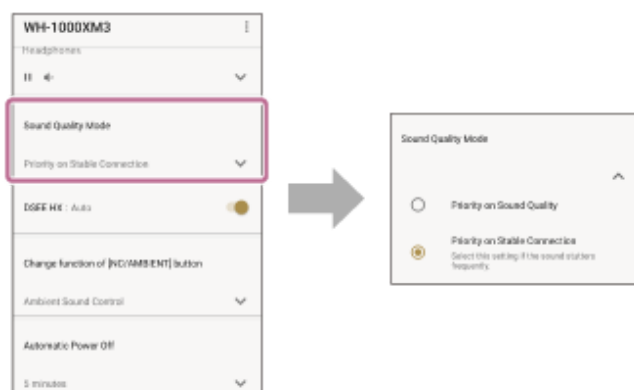 WH-1000XM3
Headphones
Sound Quality Mode
Priority on Stable Connection
DSEE HX : Auto
Change function of [NC/AMBIENT] button
Ambient Sound Control
Automatic Power Off
5 minutes
Sound Quality Mode
Priority on Sound Quality
Priority on Stable Connection
Select this setting if the sound stutters
frequently.